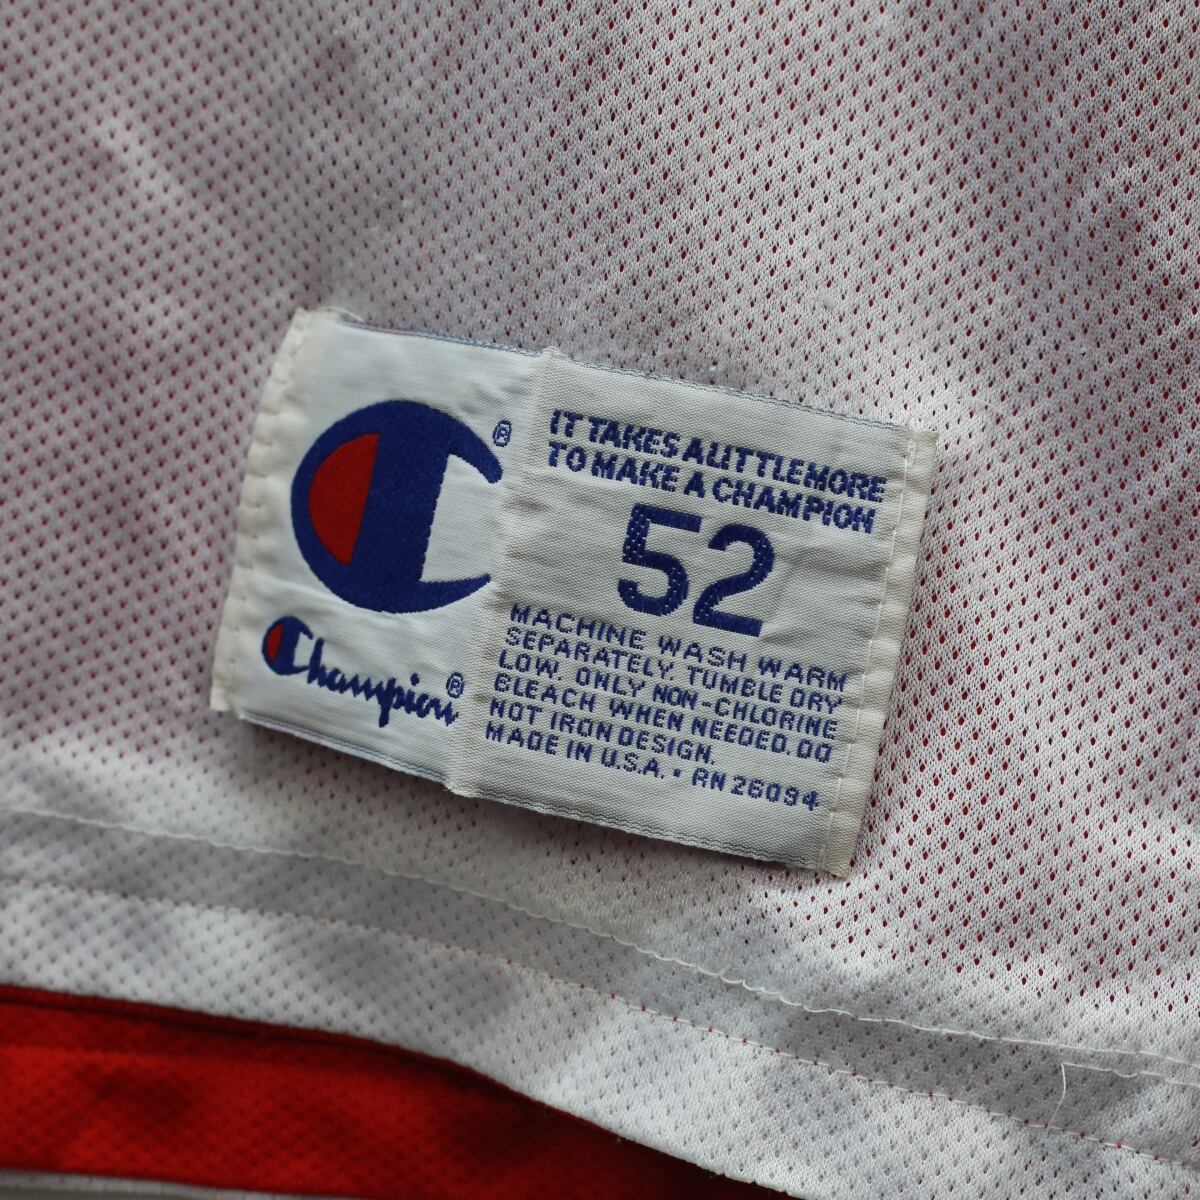 ®
Champion®
IT TAKES A LITTLE MORE
TO MAKE A CHAMPION
52
MACHINE WASH WARM
SEPARATELY. TUMBLE DRY
LOW. ONLY NON-CHLORINE
BLEACH WHEN NEEDED. DO
NOT IRON DESIGN.
MADE IN U.S.A. • RN 26094